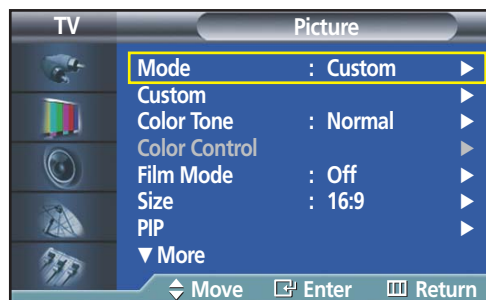 TV Picture
Mode : Custom ▶
Custom ▶
Color Tone : Normal ▶
Color Control ▶
Film Mode : Off ▶
Size : 16:9 ▶
PIP ▶
▼ More
Move Enter Return